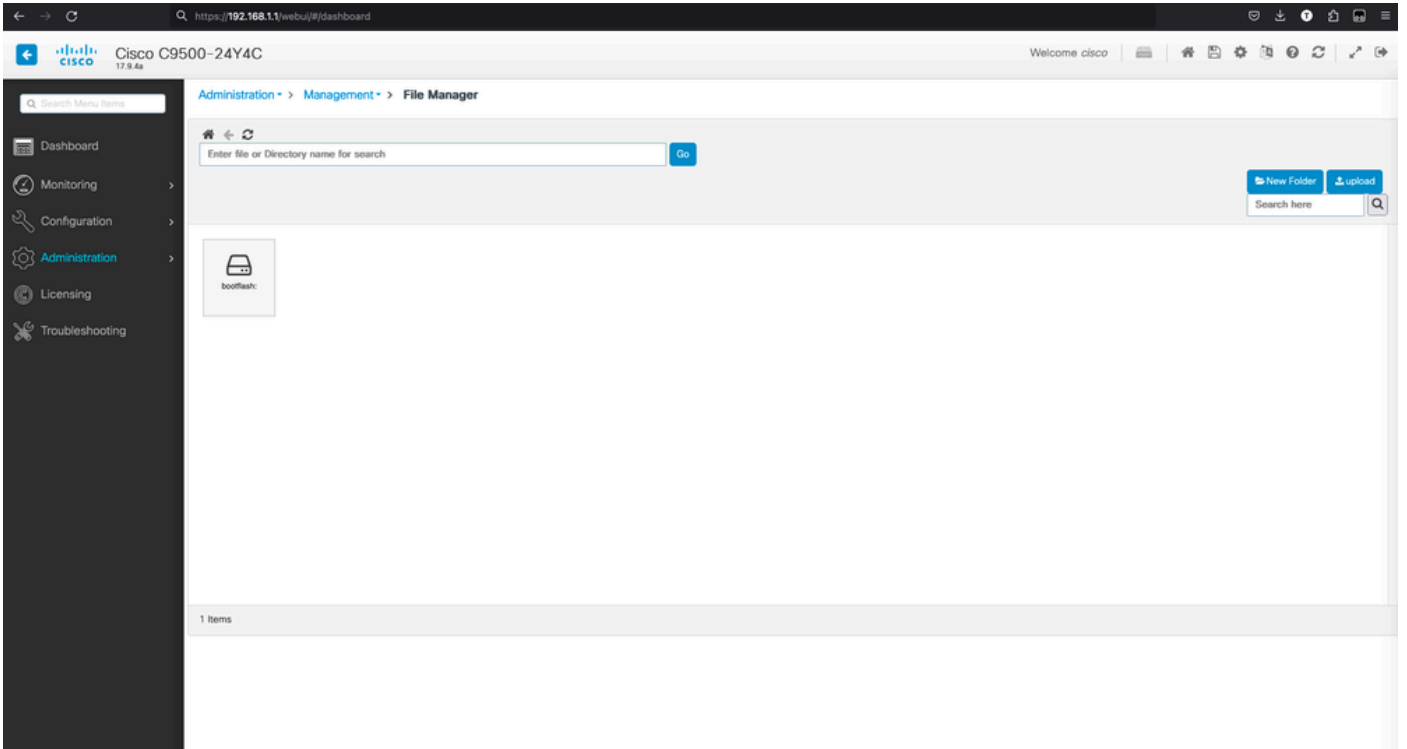 https://192.168.1.1/webui/#/dashboard
CISCO
Cisco C9500-24Y4C
17.9.4a
Welcome cisco
Search Menu Items
Dashboard
Monitoring
Configuration
Administration
Licensing
Troubleshooting
Administration > Management > File Manager
Enter file or Directory name for search
Go
New Folder
upload
Search here
bootflash:
1 Items